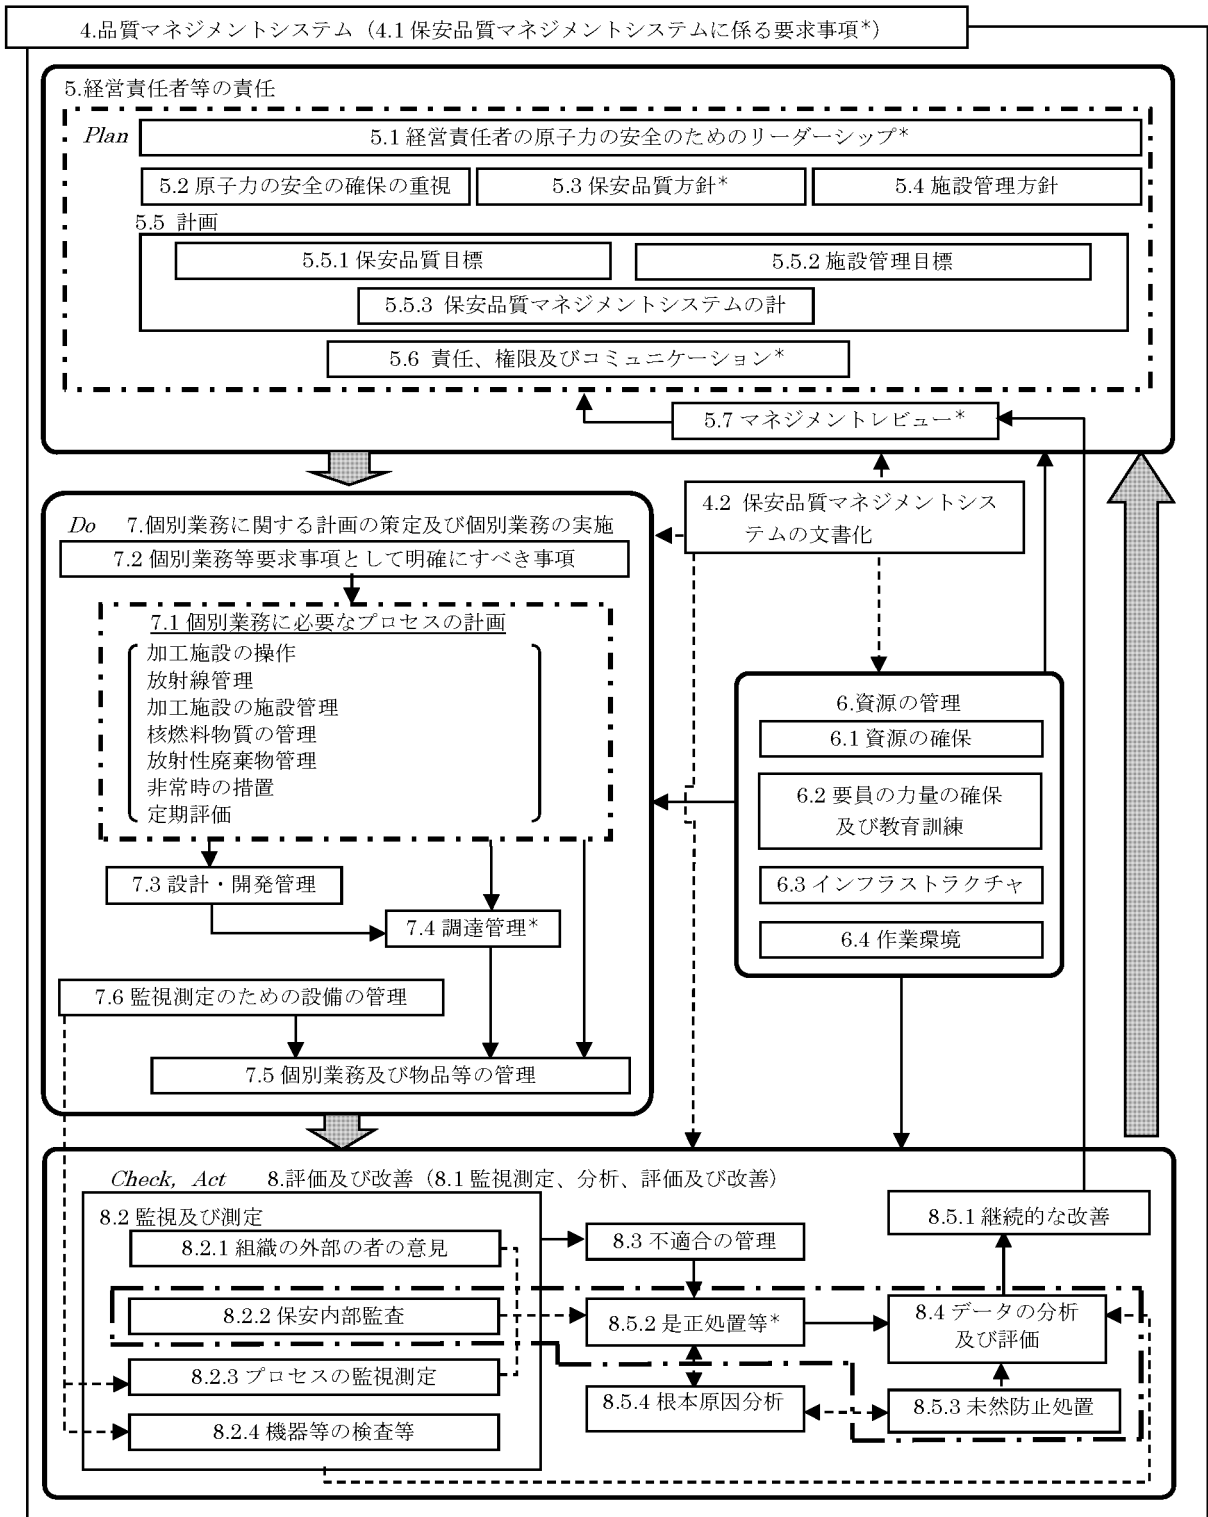 4.品質マネジメントシステム（4.1 保安品質マネジメントシステムに係る要求事項*）
5.経営責任者等の責任
Plan
5.1 経営責任者の原子力の安全のためのリーダーシップ*
5.2 原子力の安全の確保の重視
5.3 保安品質方針*
5.4 施設管理方針
5.5 計画
5.5.1 保安品質目標
5.5.2 施設管理目標
5.5.3 保安品質マネジメントシステムの計
5.6 責任、権限及びコミュニケーション*
5.7 マネジメントレビュー*
4.2 保安品質マネジメントシス
テムの文書化
Do 7.個別業務に関する計画の策定及び個別業務の実施
7.2 個別業務等要求事項として明確にすべき事項
7.1 個別業務に必要なプロセスの計画
加工施設の操作
放射線管理
加工施設の施設管理
核燃料物質の管理
放射性廃棄物管理
非常時の措置
定期評価
7.3 設計・開発管理
7.4 調達管理*
7.6 監視測定のための設備の管理
7.5 個別業務及び物品等の管理
6.資源の管理
6.1 資源の確保
6.2 要員の力量の確保
及び教育訓練
6.3 インフラストラクチャ
6.4 作業環境
Check, Act 8.評価及び改善（8.1 監視測定、分析、評価及び改善）
8.2 監視及び測定
8.2.1 組織の外部の者の意見
8.2.2 保安内部監査
8.2.3 プロセスの監視測定
8.2.4 機器等の検査等
8.3 不適合の管理
8.5.2 是正処置等*
8.5.4 根本原因分析
8.5.1 継続的な改善
8.4 データの分析
及び評価
8.5.3 未然防止処置